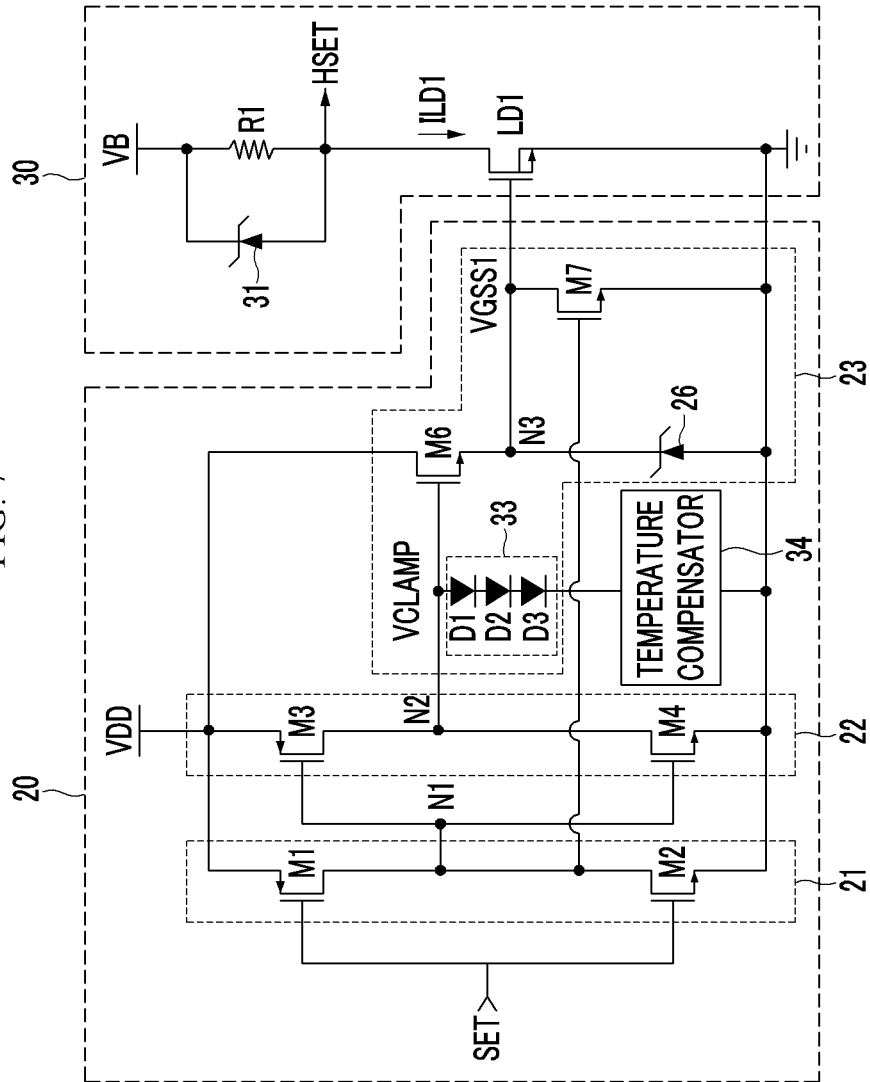 FIG. 7
20
30
VDD
VB
R1
HSET
31
ILD1
LD1
M1
M3
N1
N2
VCLAMP
M6
VGSS1
M7
N3
33
D1
D2
D3
26
SET
M2
M4
TEMPERATURE
COMPENSATOR
34
21
22
23